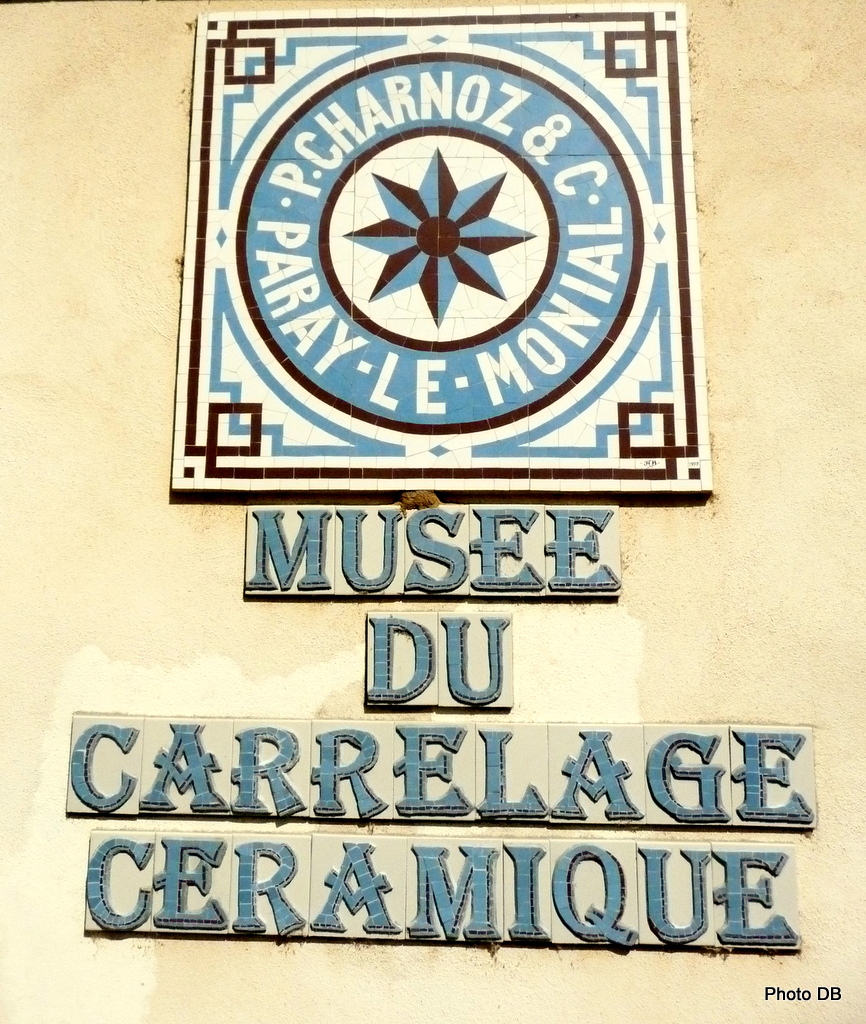 · P. CHARNOZ & C. ·
PARAY-LE-MONIAL
MUSEE
DU
CARRELAGE
CERAMIQUE
Photo DB